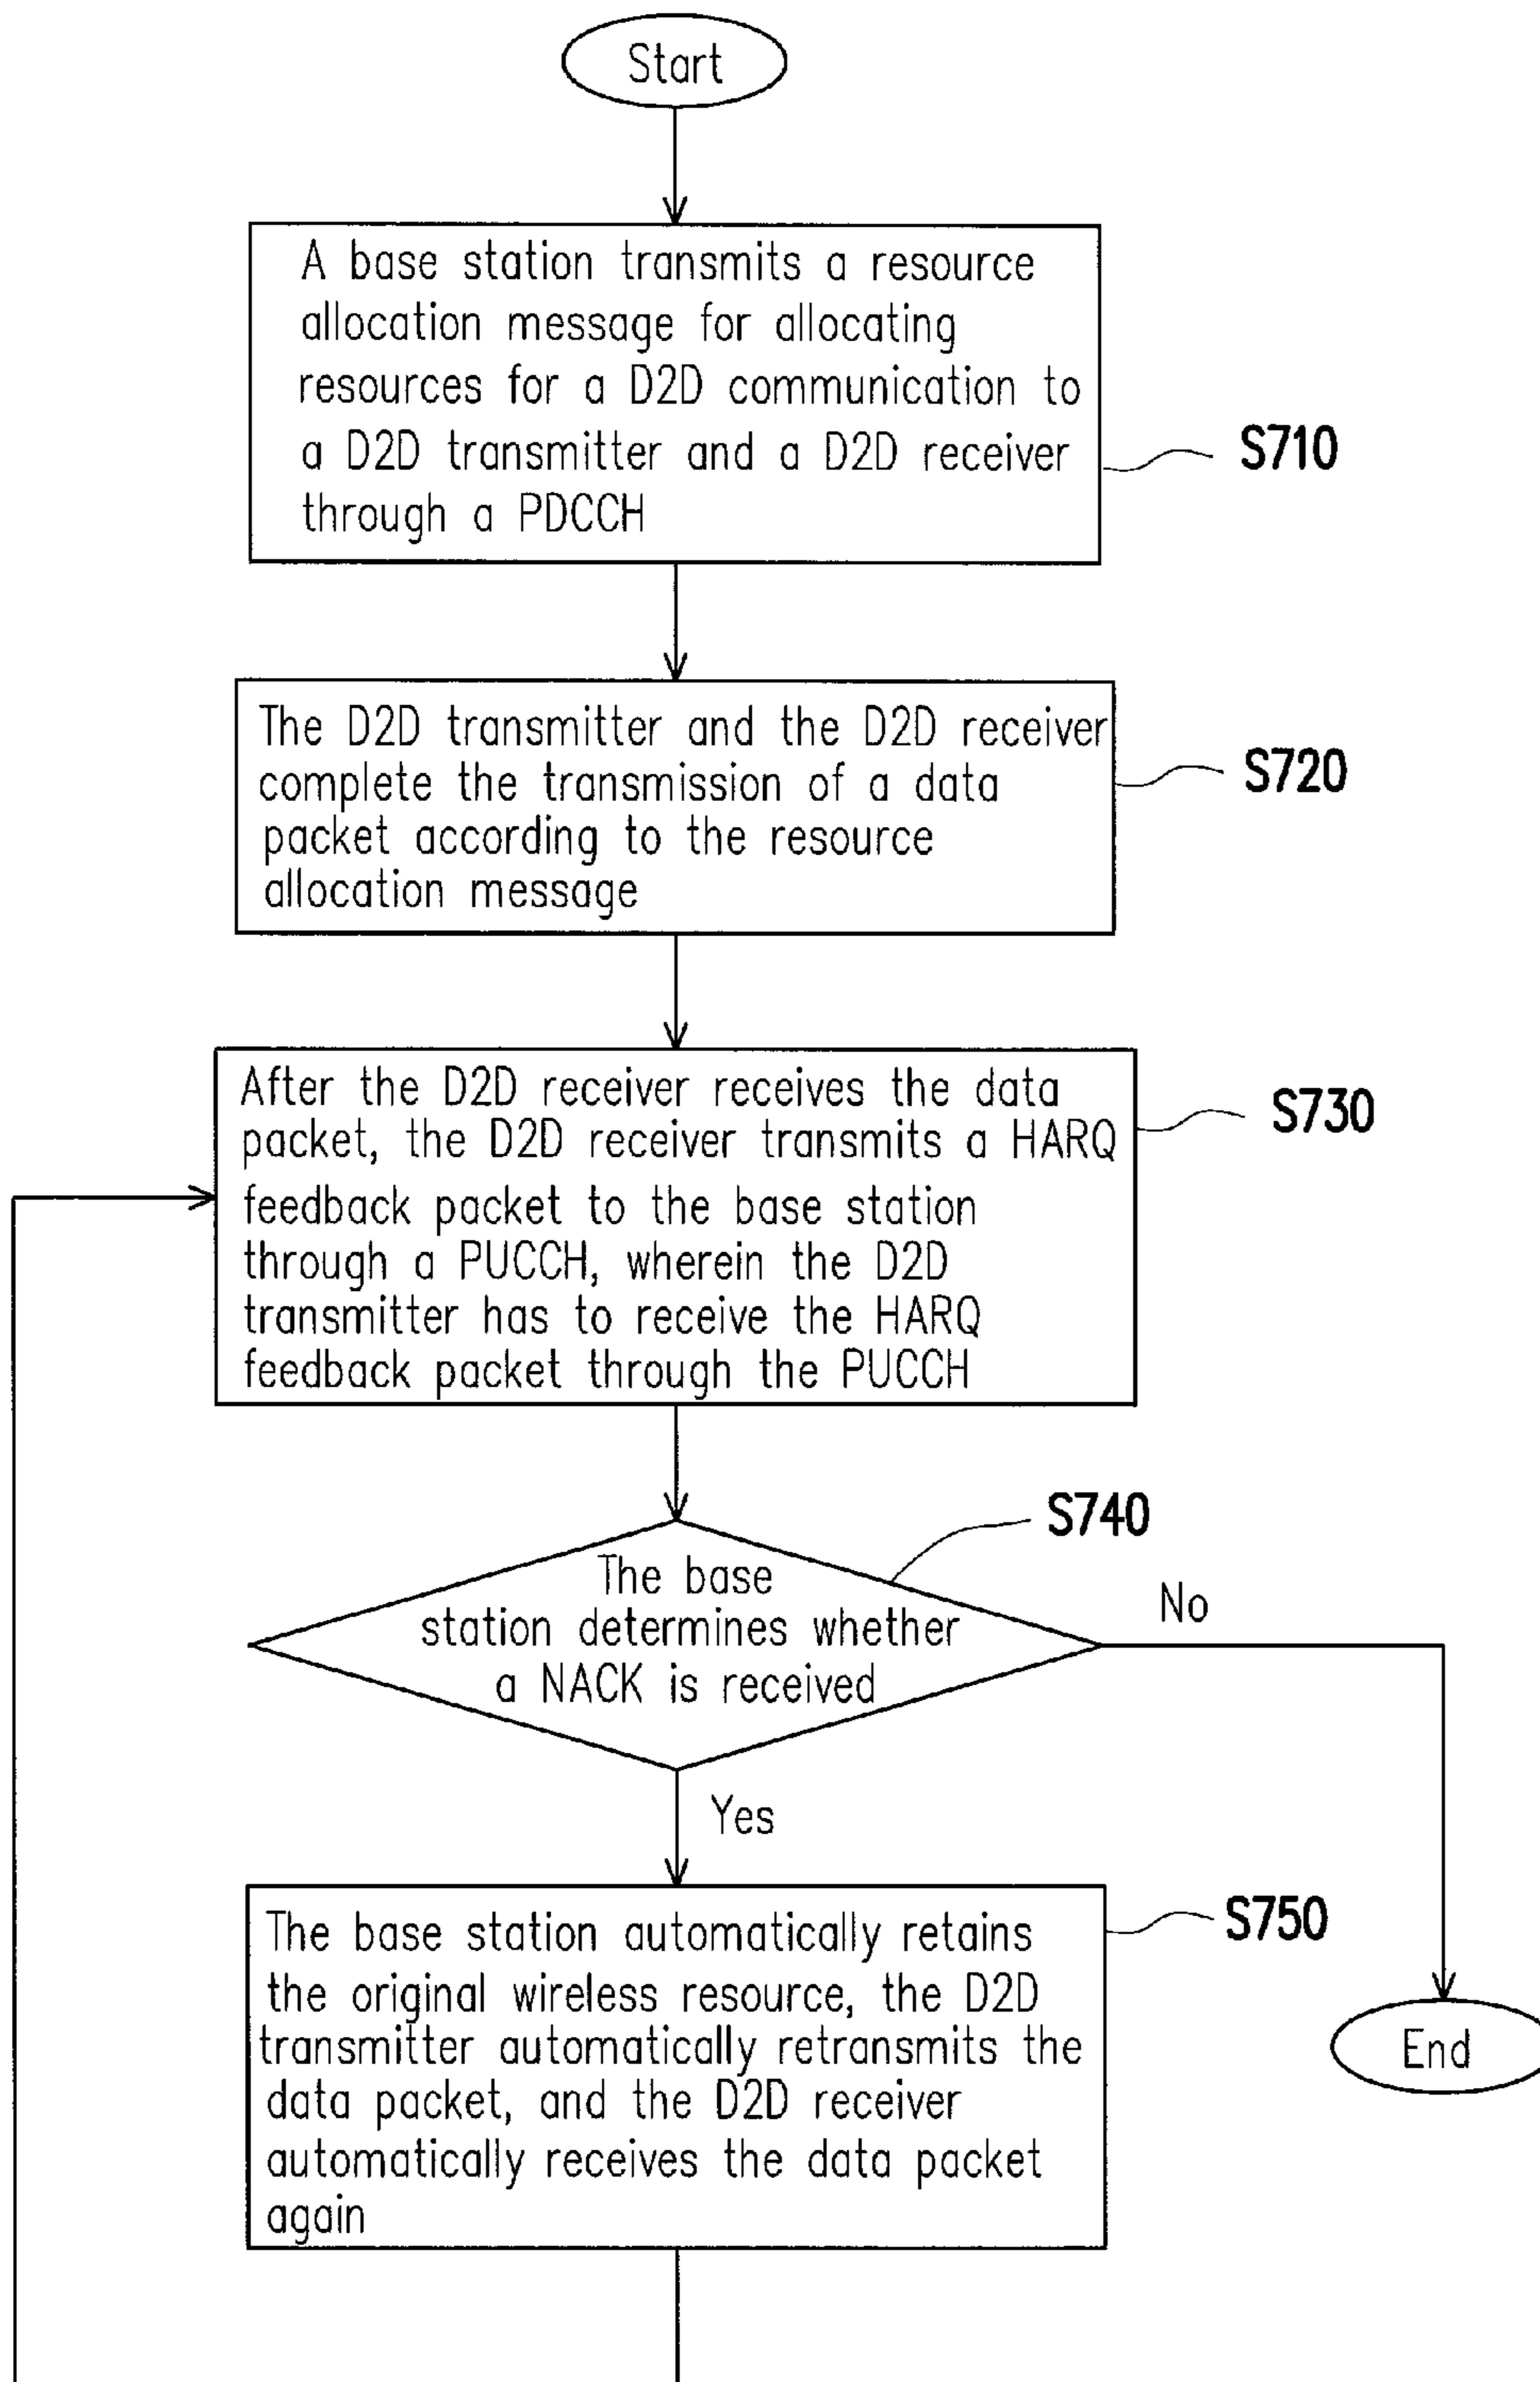 Start
A base station transmits a resource
allocation message for allocating
resources for a D2D communication to
a D2D transmitter and a D2D receiver
through a PDCCH
S710
The D2D transmitter and the D2D receiver
complete the transmission of a data
packet according to the resource
allocation message
S720
After the D2D receiver receives the data
packet, the D2D receiver transmits a HARQ
feedback packet to the base station
through a PUCCH, wherein the D2D
transmitter has to receive the HARQ
feedback packet through the PUCCH
S730
The base
station determines whether
a NACK is received
S740
No
Yes
The base station automatically retains
the original wireless resource, the D2D
transmitter automatically retransmits the
data packet, and the D2D receiver
automatically receives the data packet
again
S750
End